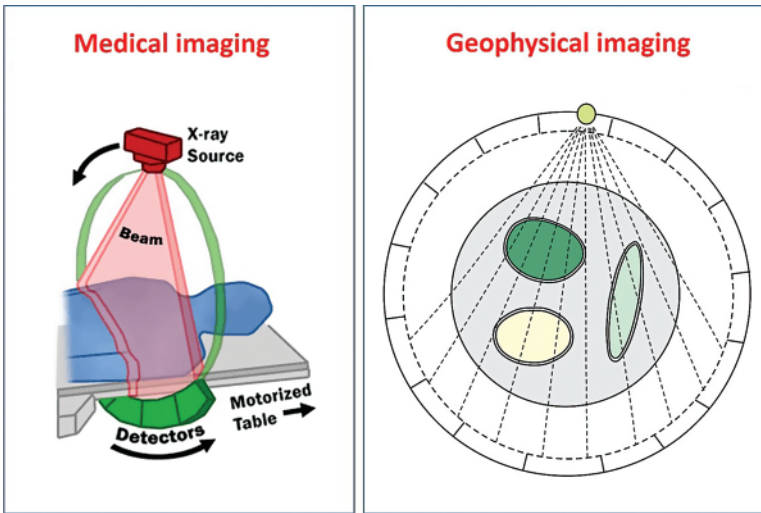 Medical imaging
X-ray
Source
Beam
Motorized
Table
Detectors
Geophysical imaging